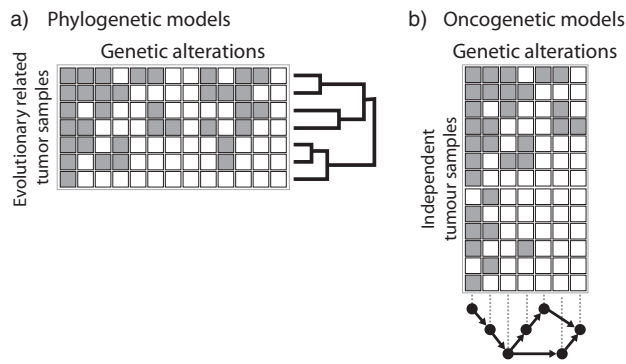 a) Phylogenetic models
Genetic alterations
Evolutionary related
tumor samples
b) Oncogenetic models
Genetic alterations
Independent
tumour samples